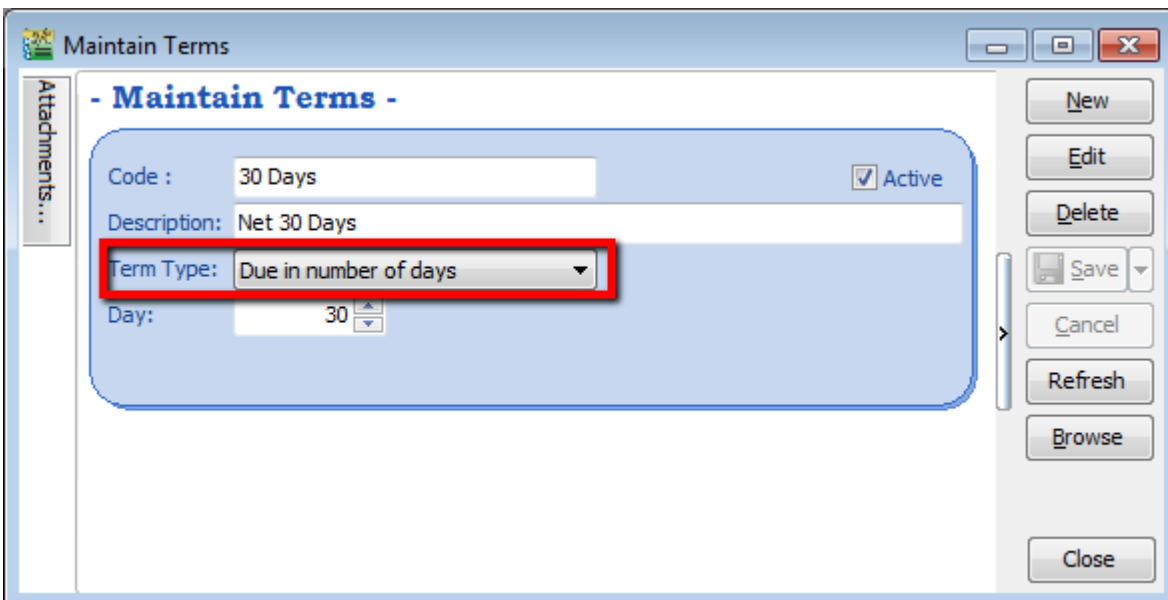 Maintain Terms
Attachments...
- Maintain Terms -
Code : 30 Days
Active
Description: Net 30 Days
Term Type: Due in number of days
Day: 30
New
Edit
Delete
Save
Cancel
Refresh
Browse
Close